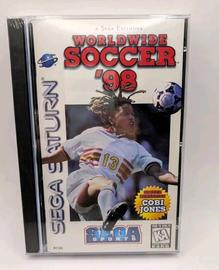 A SEGA EXCLUSIVE
WORLDWIDE
SOCCER
'98
SEGA SATURN
13
COBI
JONES
SEGA
SPORTS
K-A